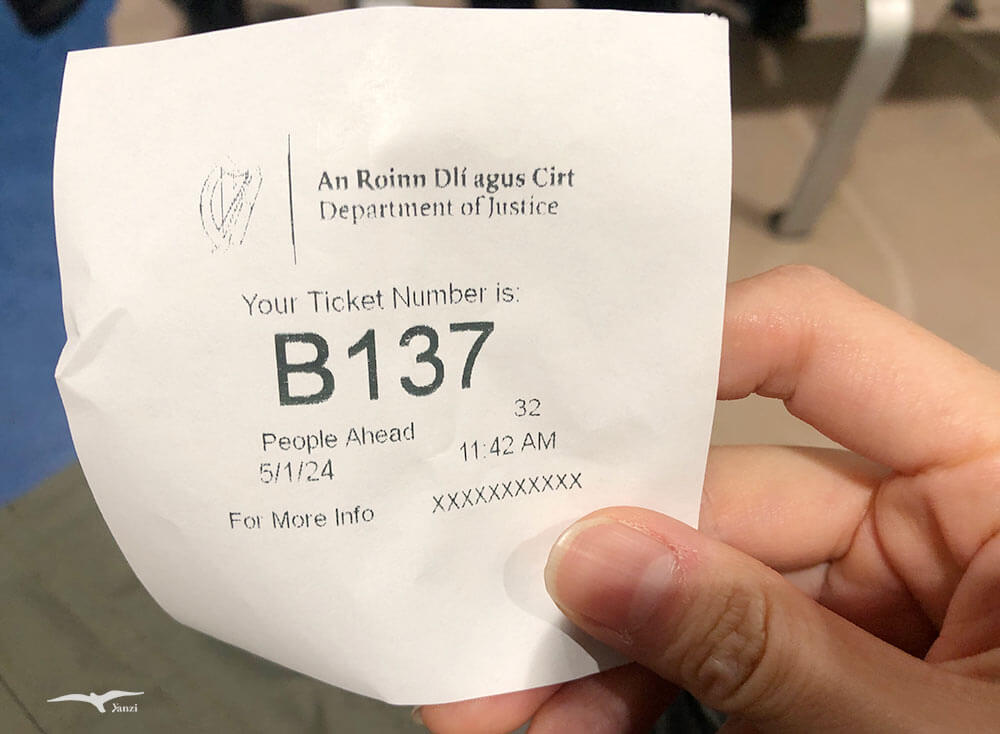 An Roinn Dlí agus Cirt
Department of Justice
Your Ticket Number is:
B137
People Ahead 32
5/1/24 11:42 AM
For More Info XXXXXXXXXXX
Yanzi